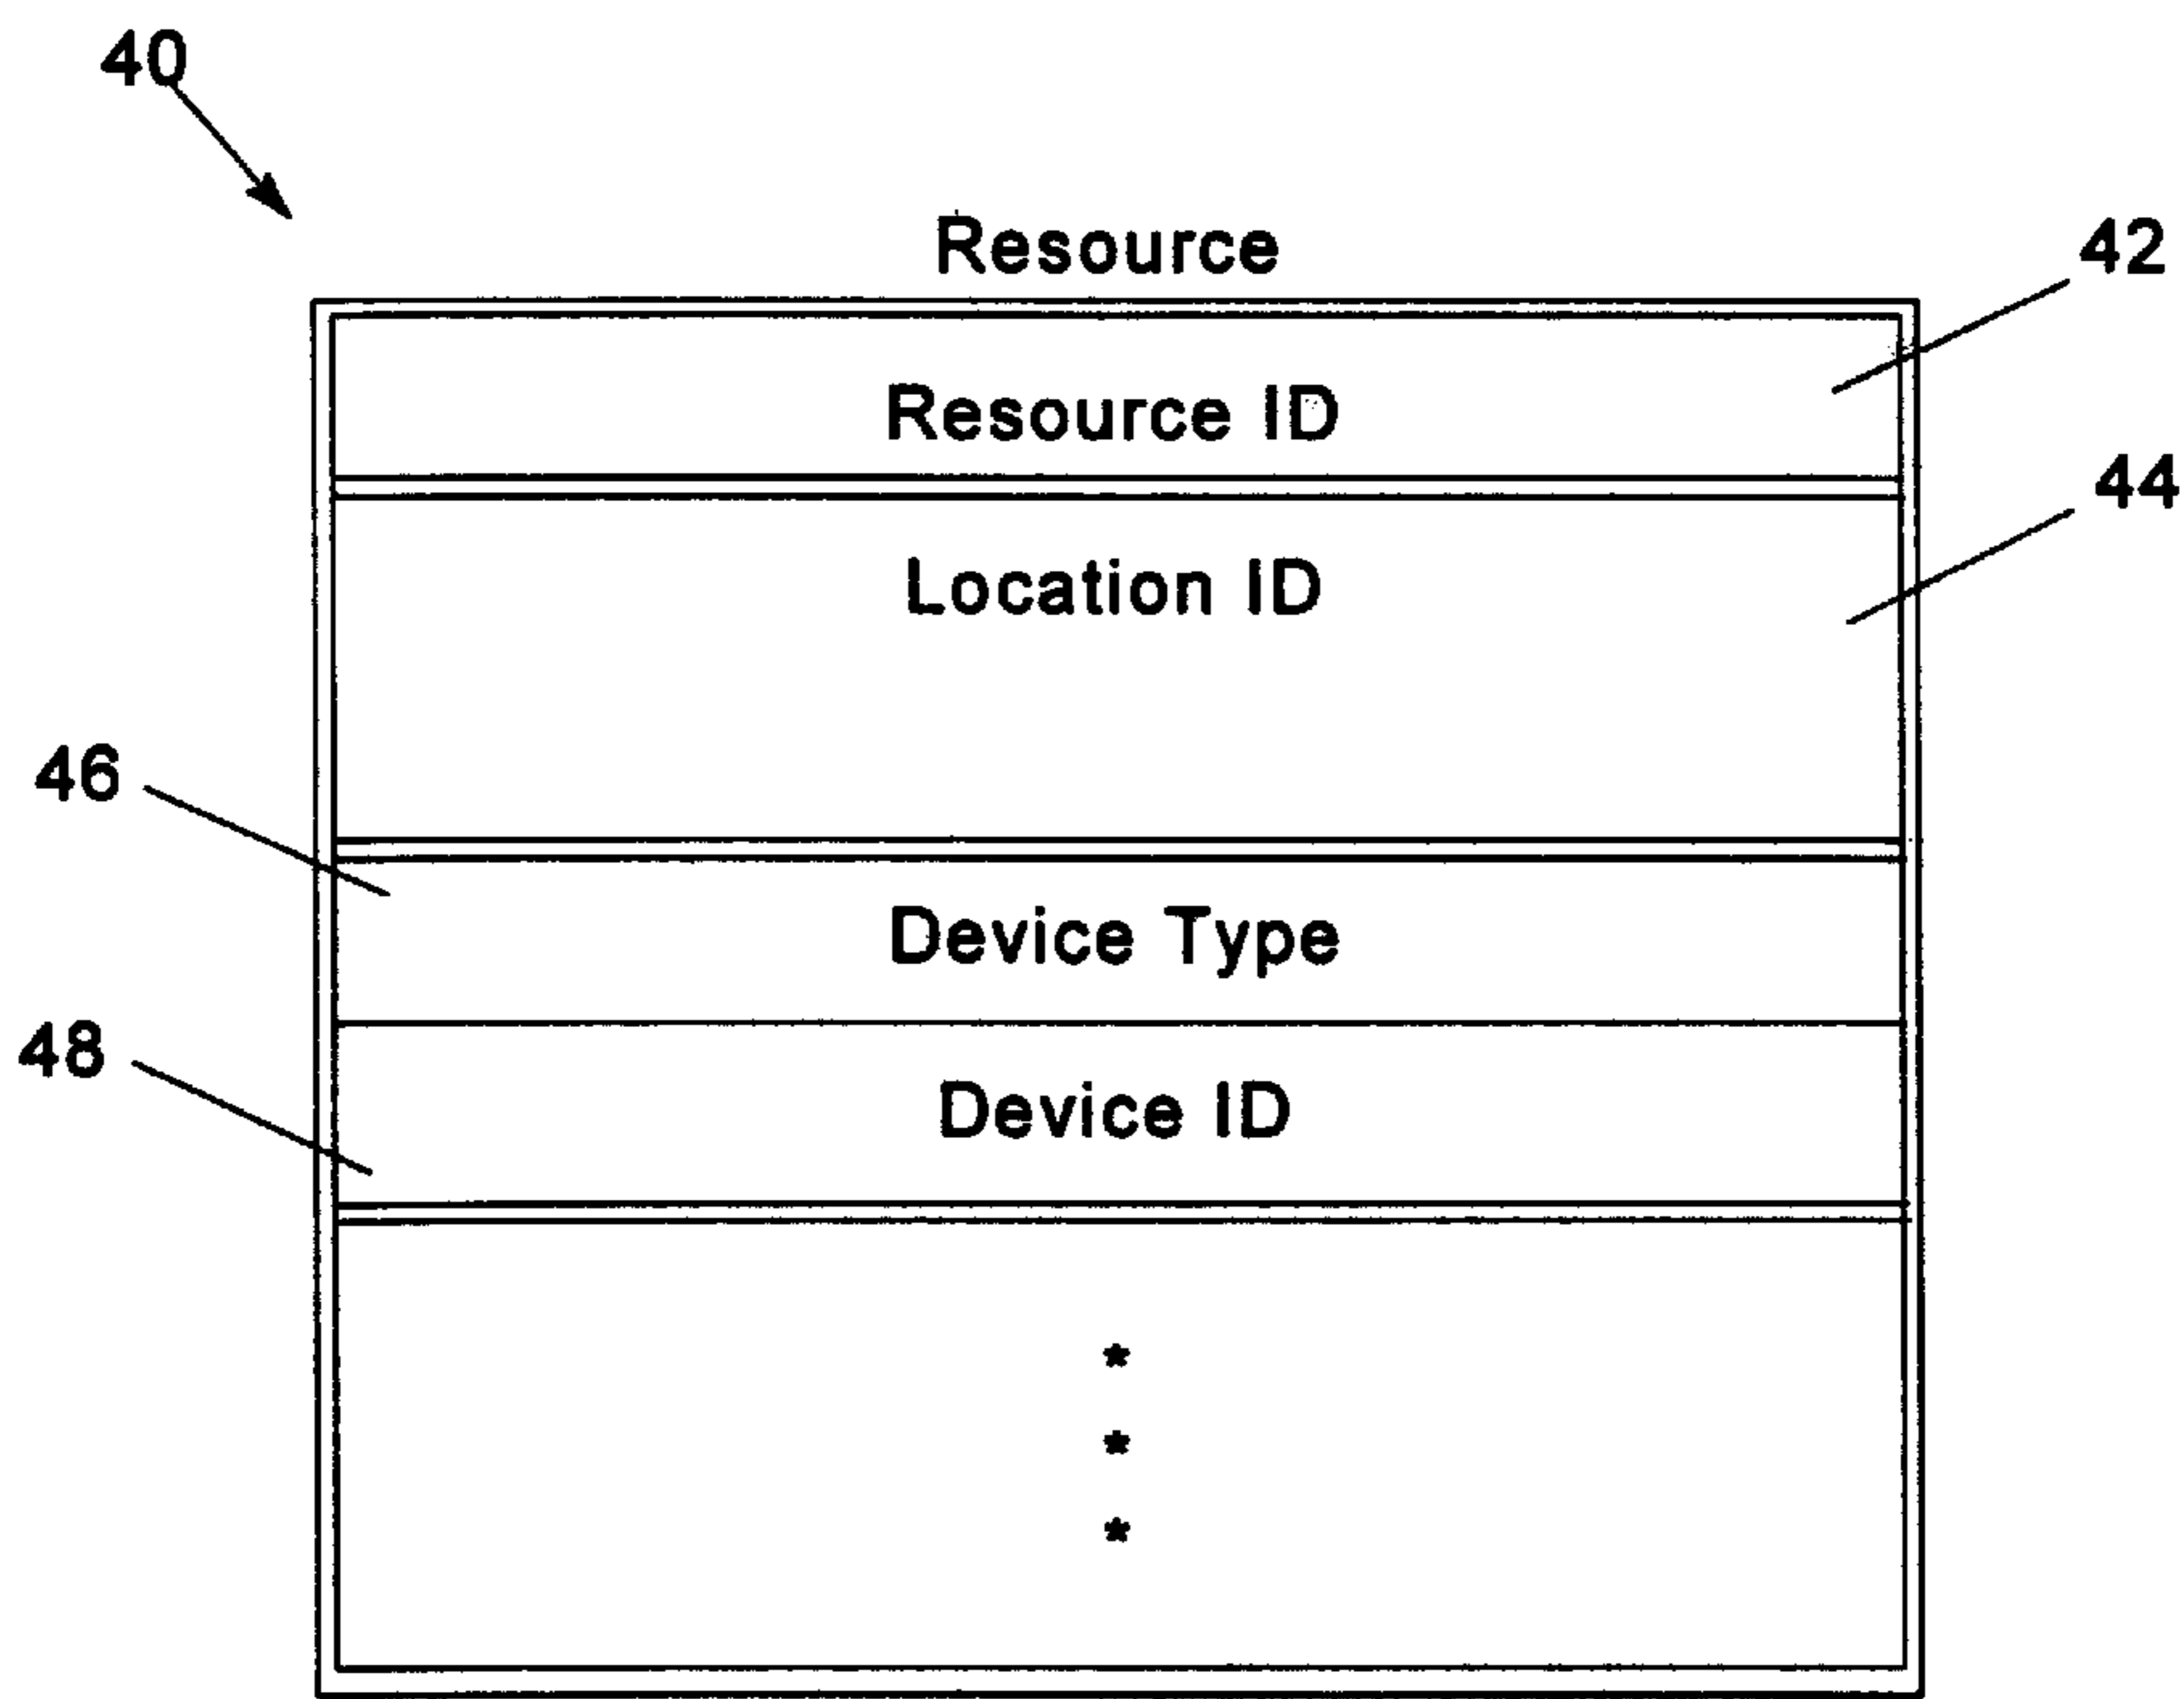 40
Resource
42
Resource ID
44
Location ID
46
Device Type
48
Device ID
*
*
*